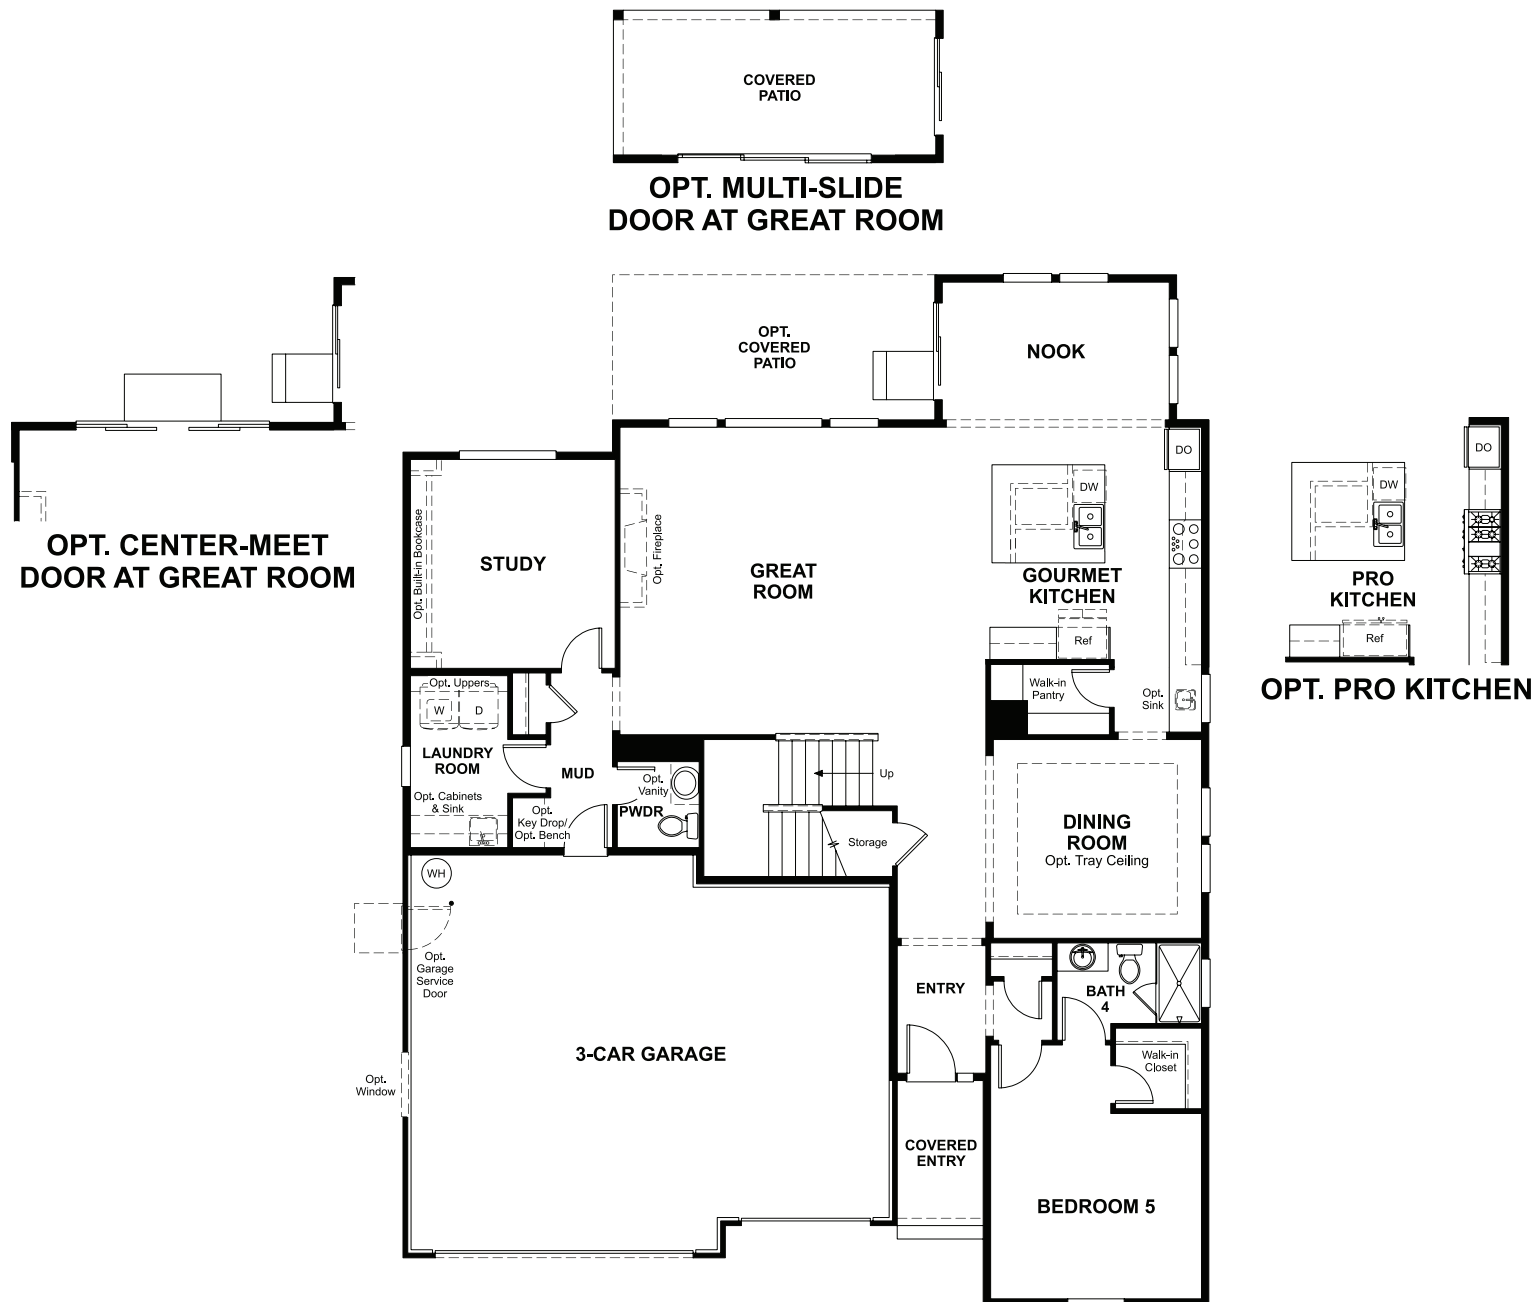 COVERED
PATIO
OPT. MULTI-SLIDE
DOOR AT GREAT ROOM
OPT. CENTER-MEET
DOOR AT GREAT ROOM
OPT.
COVERED
PATIO
NOOK
Opt. Built-in Bookcase
STUDY
Opt. Fireplace
GREAT
ROOM
DO
DW
GOURMET
KITCHEN
Ref
DO
DW
PRO
KITCHEN
Ref
OPT. PRO KITCHEN
Walk-in
Pantry
Opt.
Sink
Opt. Uppers
W
D
LAUNDRY
ROOM
Opt. Cabinets
& Sink
MUD
Opt.
Key Drop/
Opt. Bench
Opt.
Vanity
PWDR
Up
Storage
DINING
ROOM
Opt. Tray Ceiling
WH
Opt.
Garage
Service
Door
Opt.
Window
3-CAR GARAGE
ENTRY
BATH
4
Walk-in
Closet
COVERED
ENTRY
BEDROOM 5